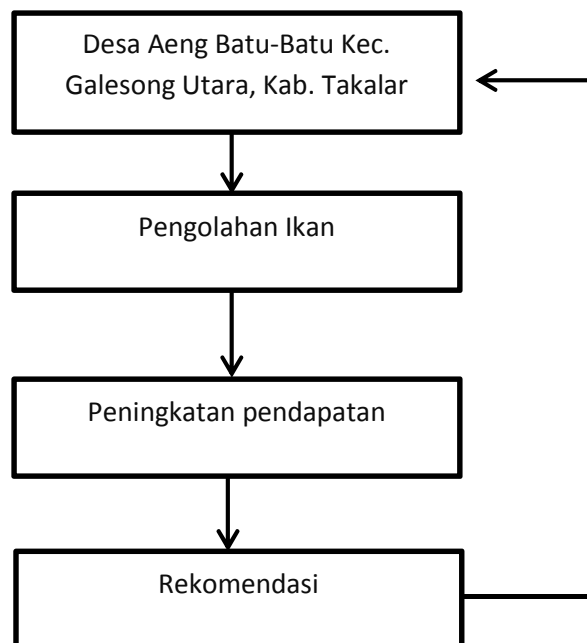 Desa Aeng Batu-Batu Kec.
Galesong Utara, Kab. Takalar
Pengolahan Ikan
Peningkatan pendapatan
Rekomendasi